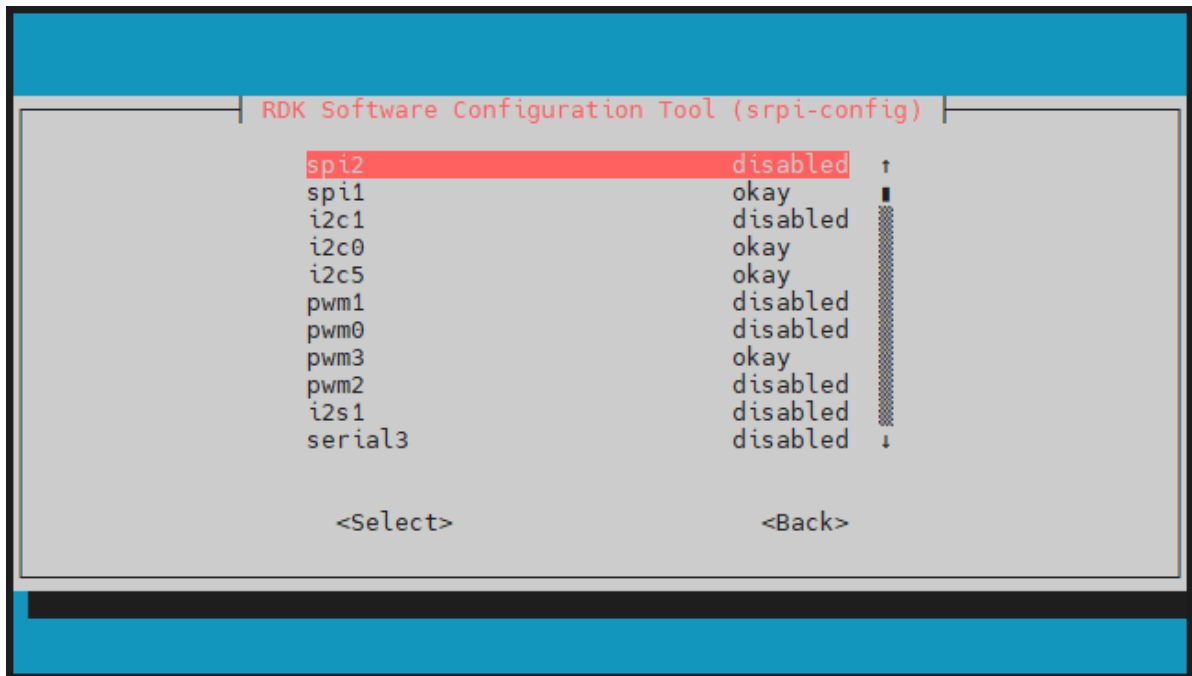 RDK Software Configuration Tool (srpi-config)
spi2 disabled ↑
spi1 okay
i2c1 disabled
i2c0 okay
i2c5 okay
pwm1 disabled
pwm0 disabled
pwm3 okay
pwm2 disabled
i2s1 disabled
serial3 disabled ↓
<Select> <Back>